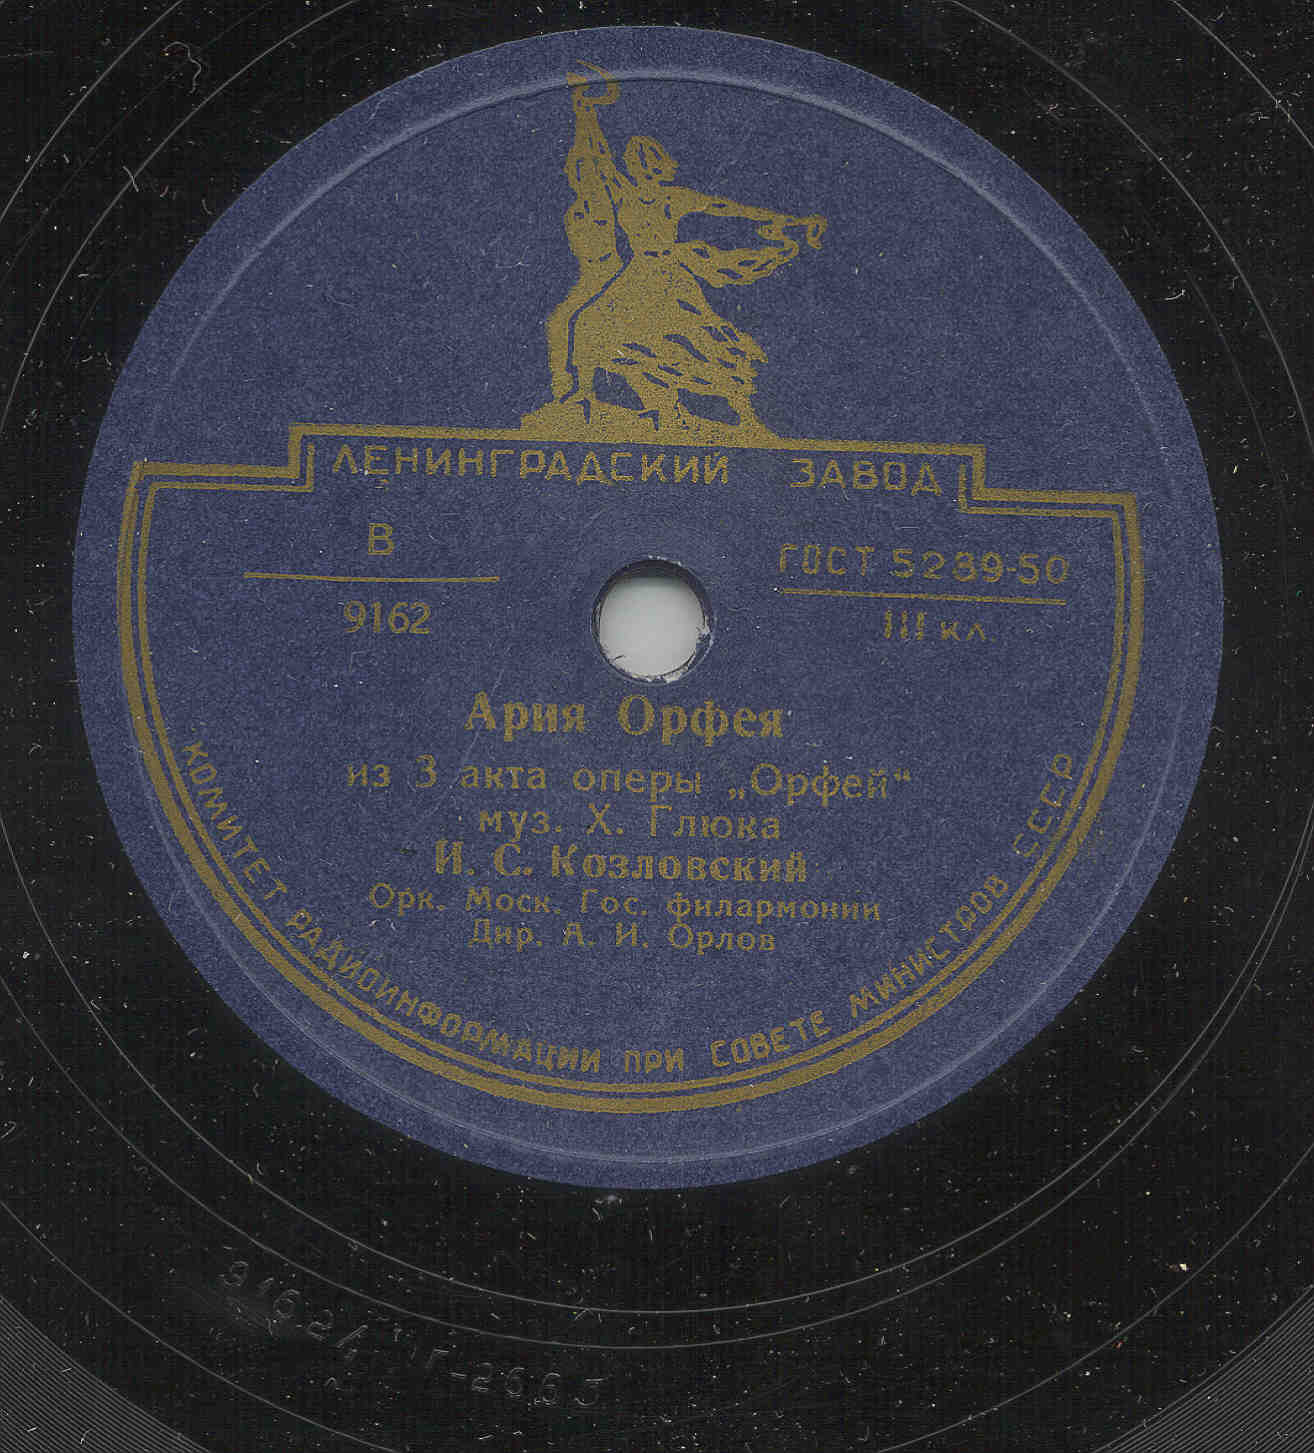 ЛЕНИНГРАДСКИЙ ЗАВОД
В
9162
ГОСТ 5289-50
III кл.
Ария Орфея
из 3 акта оперы „Орфей“
муз. Х. Глюка
И. С. Козловский
Орк. Моск. Гос. филармонии
Дир. А. И. Орлов
КОМИТЕТ РАДИОИНФОРМАЦИИ ПРИ СОВЕТЕ МИНИСТРОВ СССР